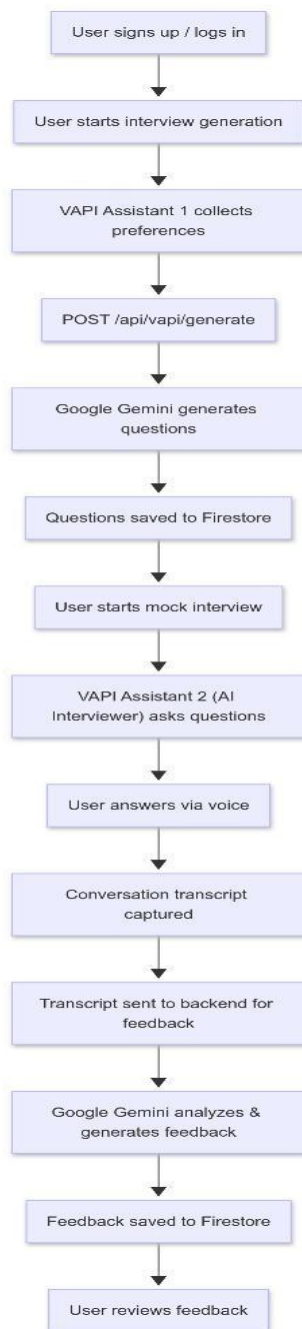 User signs up / logs in
User starts interview generation
VAPI Assistant 1 collects
preferences
POST /api/vapi/generate
Google Gemini generates
questions
Questions saved to Firestore
User starts mock interview
VAPI Assistant 2 (AI
Interviewer) asks questions
User answers via voice
Conversation transcript
captured
Transcript sent to backend for
feedback
Google Gemini analyzes &
generates feedback
Feedback saved to Firestore
User reviews feedback